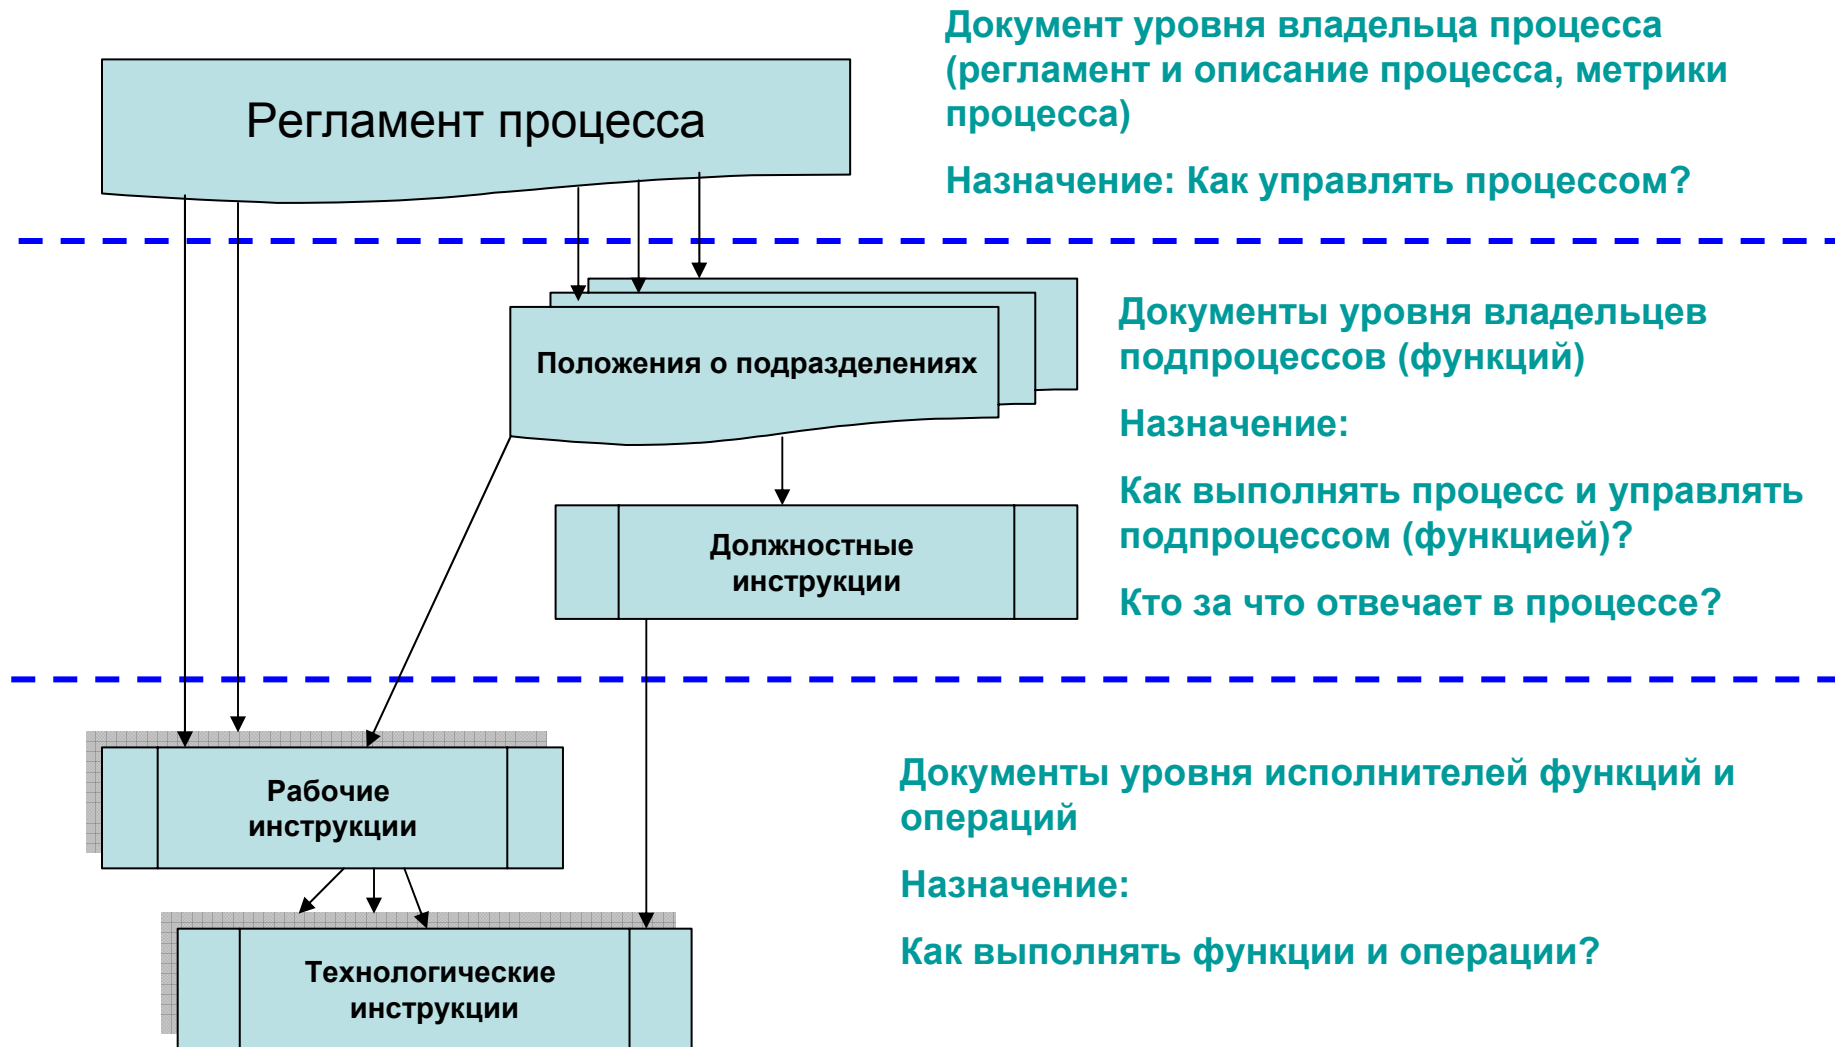 Документ уровня владельца процесса
(регламент и описание процесса, метрики
процесса)
Назначение: Как управлять процессом?
Регламент процесса
Документы уровня владельцев
подпроцессов (функций)
Назначение:
Как выполнять процесс и управлять
подпроцессом (функцией)?
Кто за что отвечает в процессе?
Положения о подразделениях
Должностные
инструкции
Рабочие
инструкции
Технологические
инструкции
Документы уровня исполнителей функций и
операций
Назначение:
Как выполнять функции и операции?